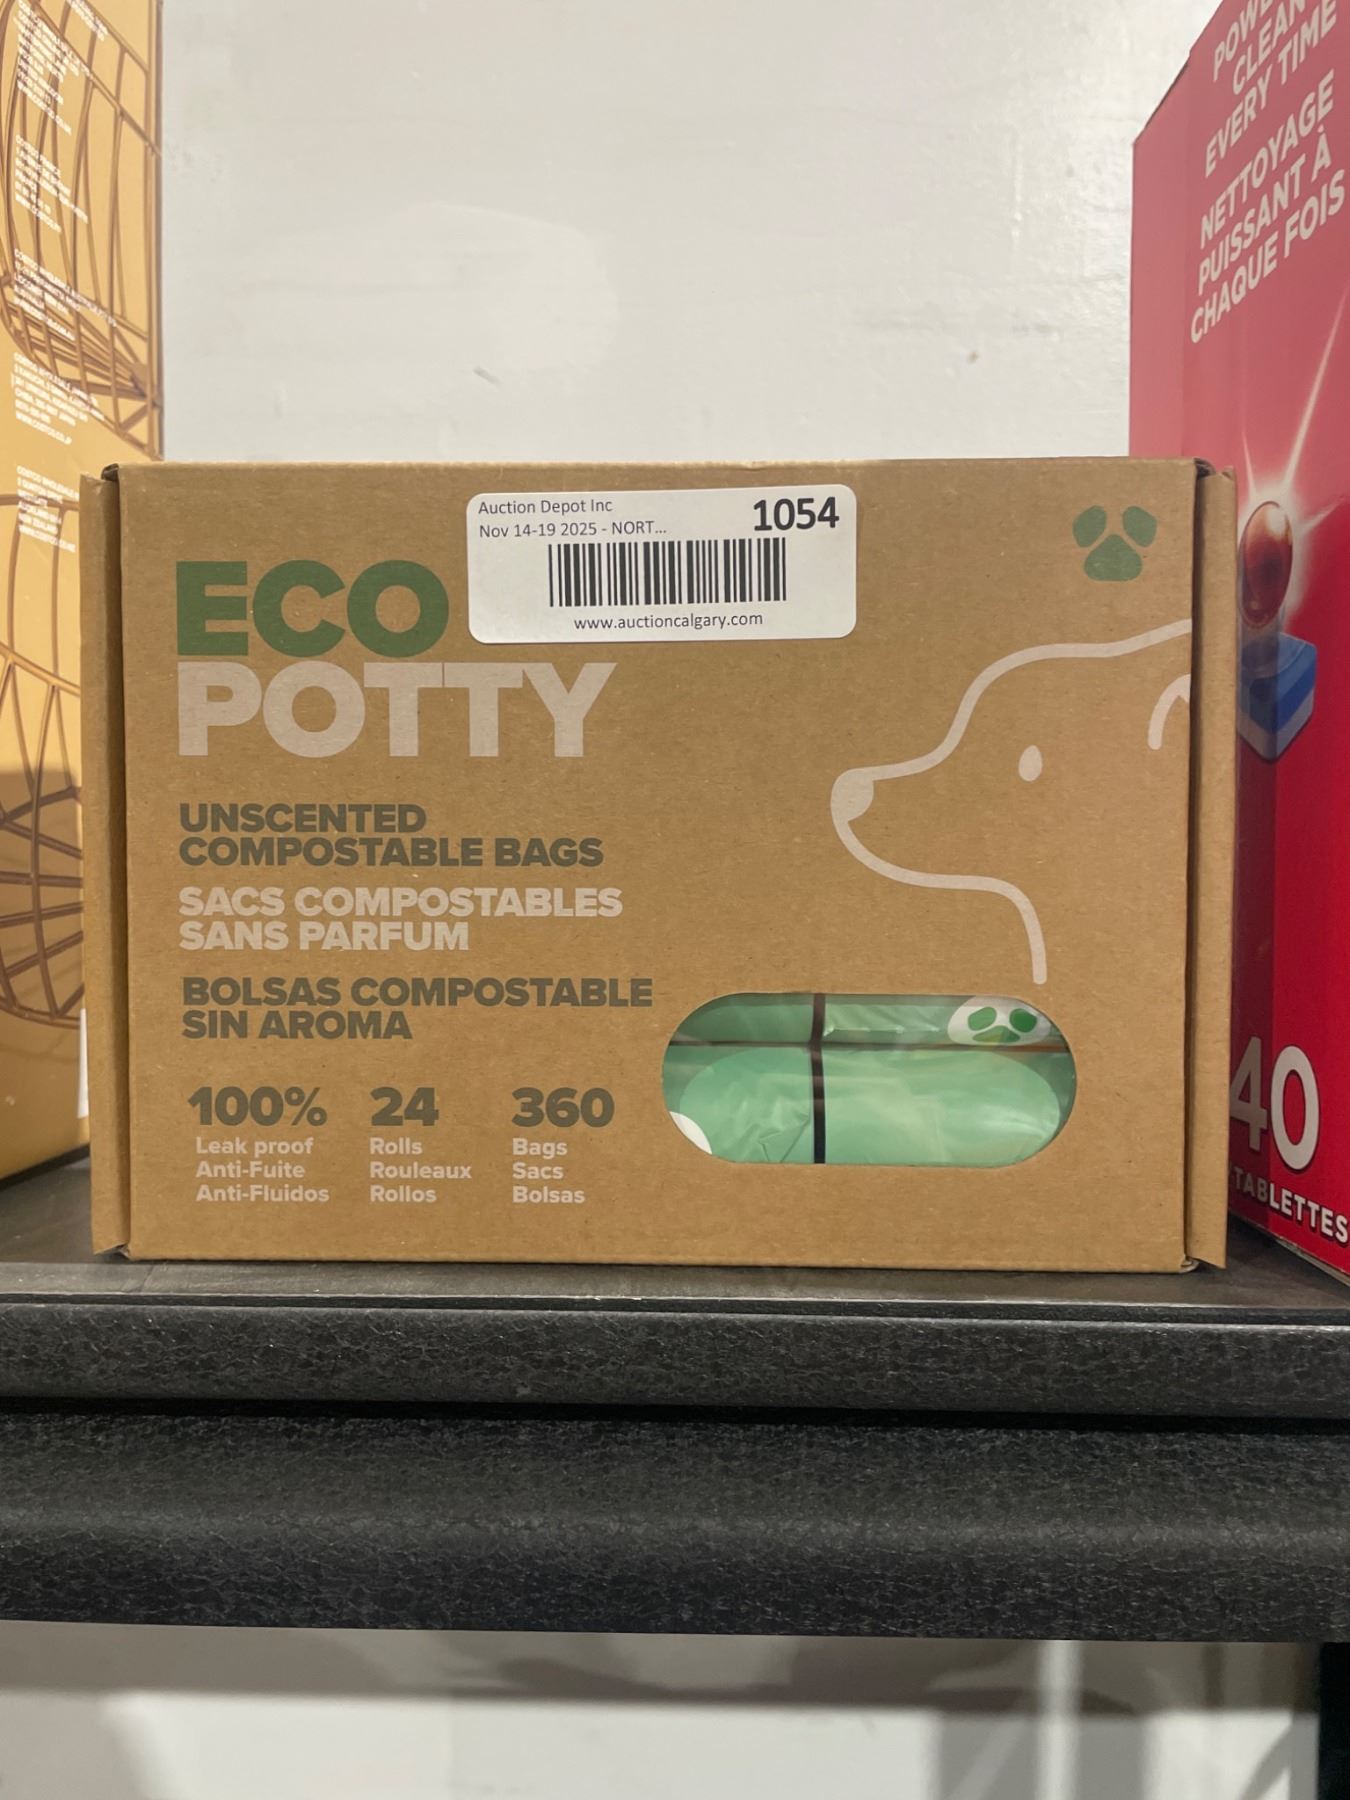 Auction Depot Inc
1054
Nov 14-19 2025 - NORT...
www.auctioncalgary.com
ECO
POTTY
UNSCENTED
COMPOSTABLE BAGS
SACS COMPOSTABLES
SANS PARFUM
BOLSAS COMPOSTABLE
SIN AROMA
100% 24 360
Leak proof Rolls Bags
Anti-Fuite Rouleaux Sacs
Anti-Fluidos Rollos Bolsas
CLEAN
EVERY TIME
NETTOYAGE
PUISSANT À
CHAQUE FOIS
40
TABLETTES